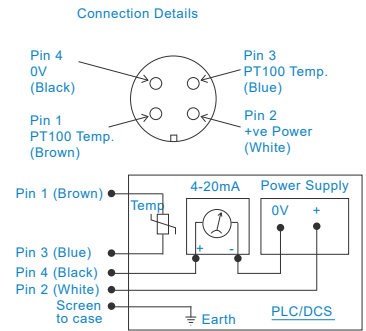 Connection Details
Pin 4
0V
(Black)
Pin 3
PT100 Temp.
(Blue)
Pin 1
PT100 Temp.
(Brown)
Pin 2
+ve Power
(White)
Pin 1 (Brown)
Temp
4-20mA
Power Supply
0V +
+ -
Pin 3 (Blue)
Pin 4 (Black)
Pin 2 (White)
Screen
to case
Earth
PLC/DCS